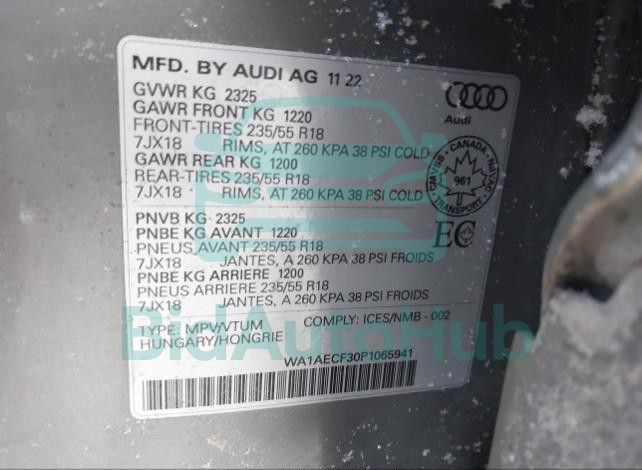 MFD. BY AUDI AG 11 22
GVWR KG 2325
GAWR FRONT KG 1220
FRONT-TIRES 235/55 R18
7JX18 RIMS, AT 260 KPA 38 PSI COLD
GAWR REAR KG 1200
REAR-TIRES 235/55 R18
7JX18 RIMS, AT 260 KPA 38 PSI COLD
Audi
CMVSS - CANADA - NSVAC
961
TRANSPORT
PNVB KG 2325
PNBE KG AVANT 1220
PNEUS AVANT 235/55 R18
7JX18 JANTES, A 260 KPA 38 PSI FROIDS
PNBE KG ARRIERE 1200
PNEUS ARRIERE 235/55 R18
7JX18 JANTES, A 260 KPA 38 PSI FROIDS
EC
TYPE: MPV/VTUM COMPLY: ICES/NMB - 002
HUNGARY/HONGRIE
BidAutoHub
WA1AECF30P1065941